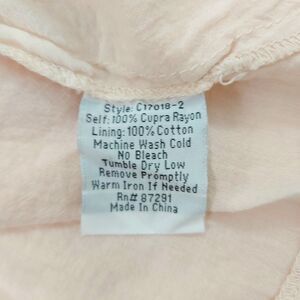 Style: C17018-2
Self: 100% Cupra Rayon
Lining: 100% Cotton
Machine Wash Cold
No Bleach
Tumble Dry Low
Remove Promptly
Warm Iron If Needed
Rn# 87291
Made In China